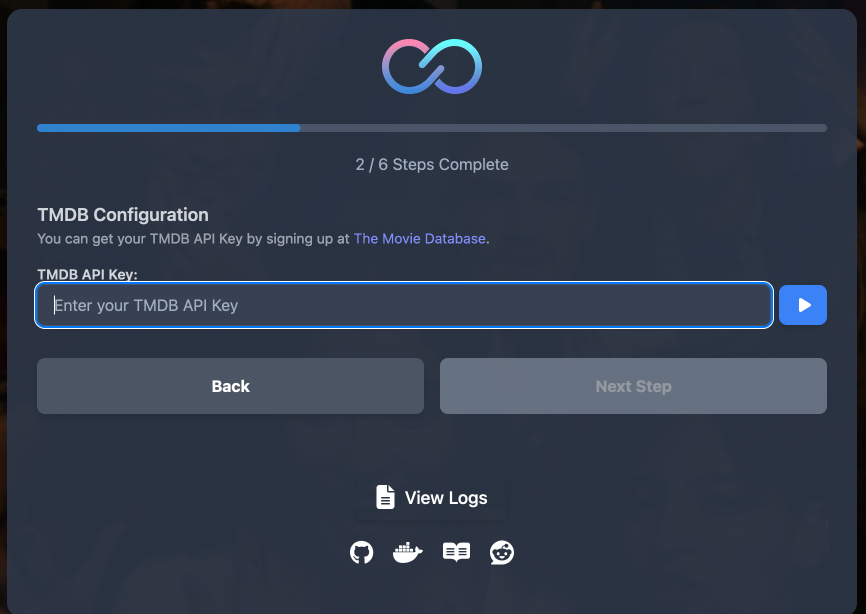 2 / 6 Steps Complete
TMDB Configuration
You can get your TMDB API Key by signing up at The Movie Database.
TMDB API Key:
Enter your TMDB API Key
Back
Next Step
View Logs